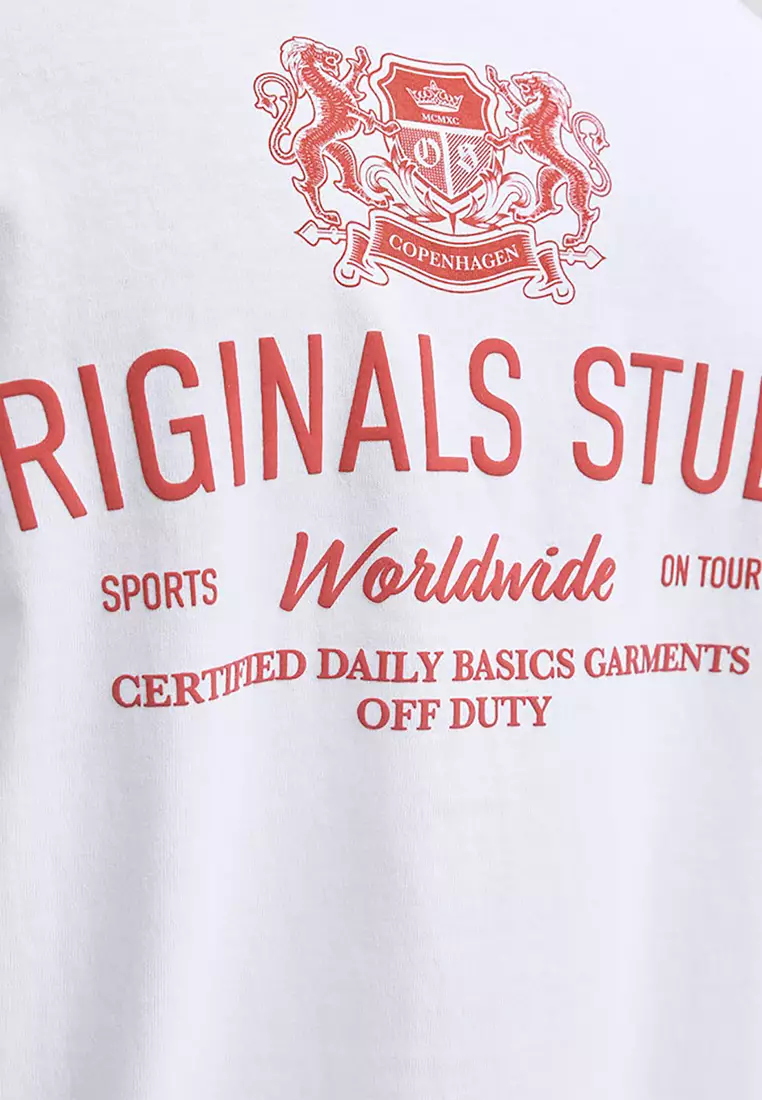 MCMXC
COPENHAGEN
RIGINALS STU
SPORTS Worldwide ON TOUR
CERTIFIED DAILY BASICS GARMENTS
OFF DUTY